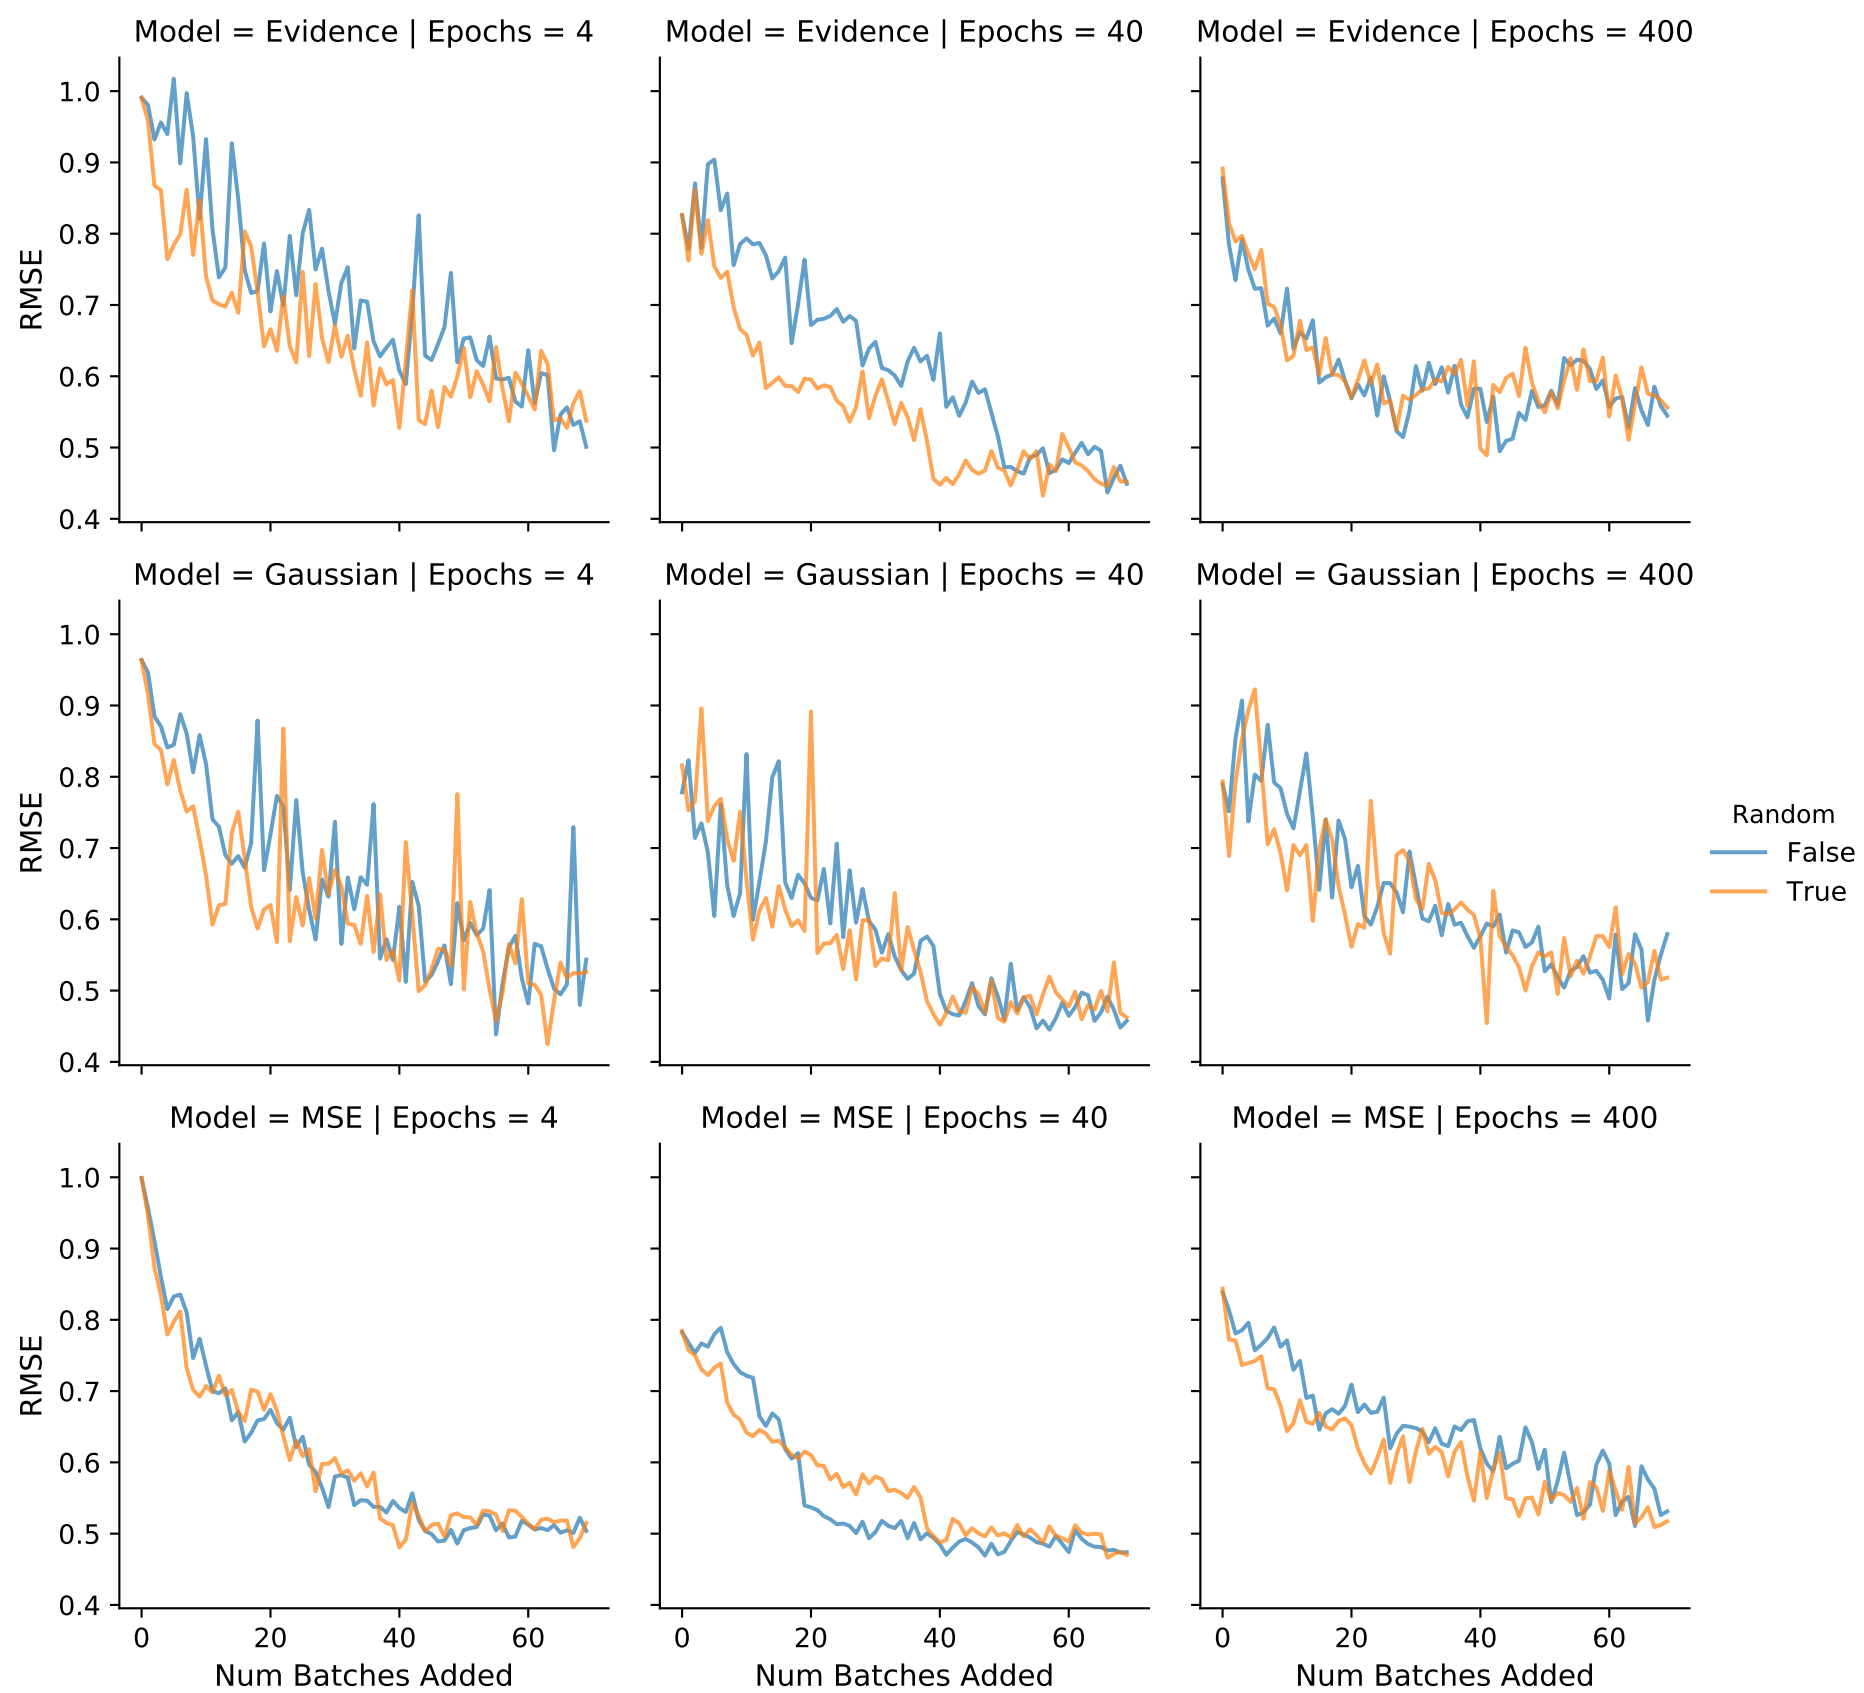 Model = Evidence | Epochs = 4
Model = Evidence | Epochs = 40
Model = Evidence | Epochs = 400
RMSE
1.0
0.9
0.8
0.7
0.6
0.5
0.4
Model = Gaussian | Epochs = 4
Model = Gaussian | Epochs = 40
Model = Gaussian | Epochs = 400
RMSE
1.0
0.9
0.8
0.7
0.6
0.5
0.4
Random
False
True
Model = MSE | Epochs = 4
Model = MSE | Epochs = 40
Model = MSE | Epochs = 400
RMSE
1.0
0.9
0.8
0.7
0.6
0.5
0.4
0 20 40 60
0 20 40 60
0 20 40 60
Num Batches Added
Num Batches Added
Num Batches Added